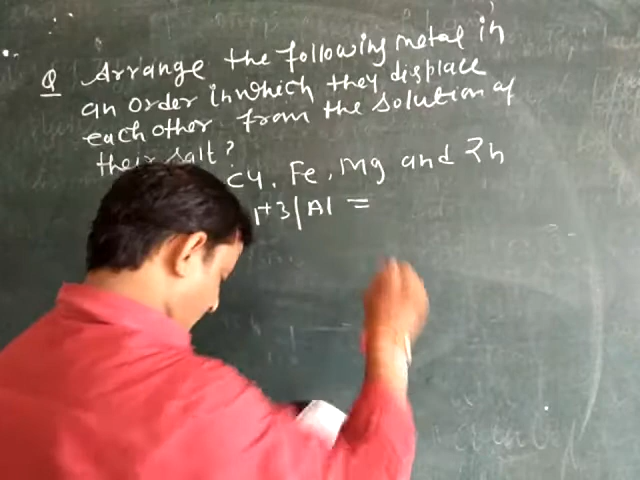 Q Arrange the following metal in
an order in which they displace
each other from the solution of
their salt?
Cu, Fe, Mg and Zn
l+3/Al =